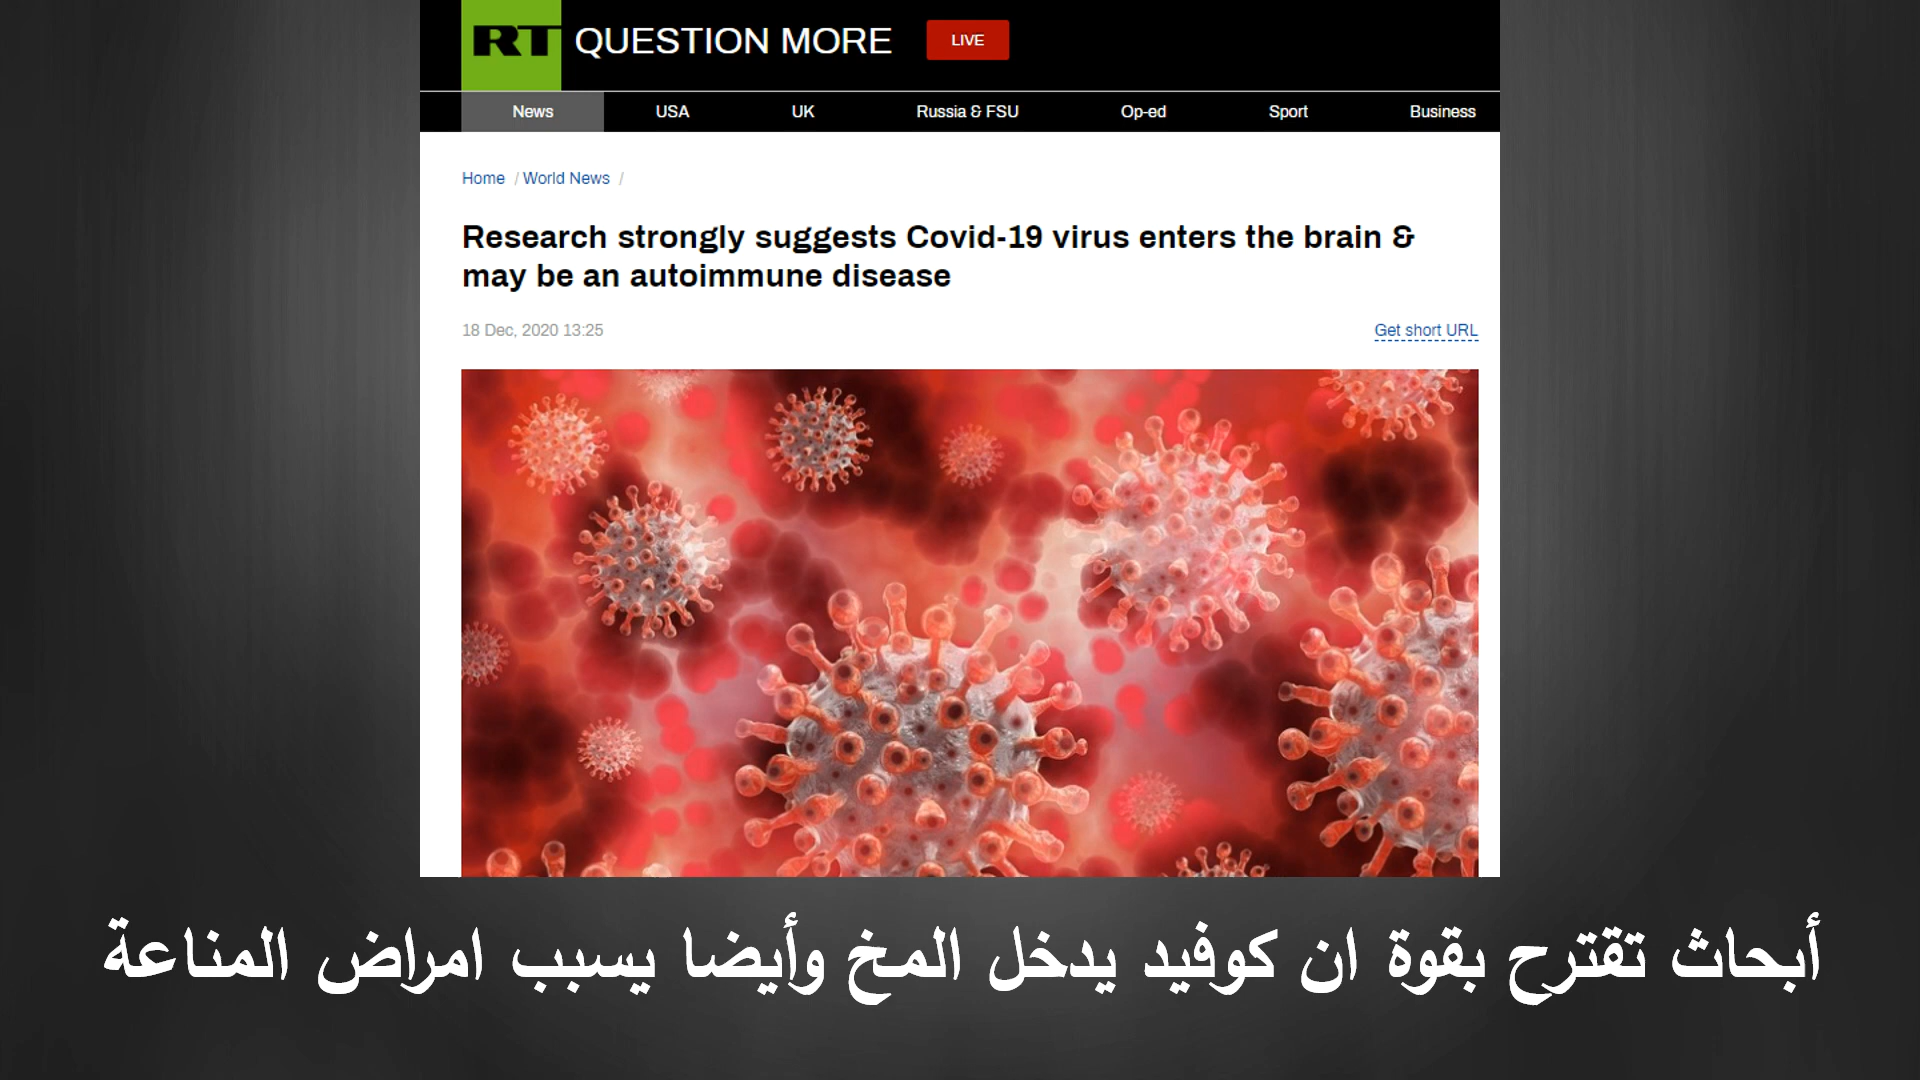 RT QUESTION MORE LIVE
News USA UK Russia & FSU Op-ed Sport Business
Home / World News /
Research strongly suggests Covid-19 virus enters the brain &
may be an autoimmune disease
18 Dec, 2020 13:25 Get short URL
أبحاث تقترح بقوة ان كوفيد يدخل المخ وأيضا يسبب امراض المناعة